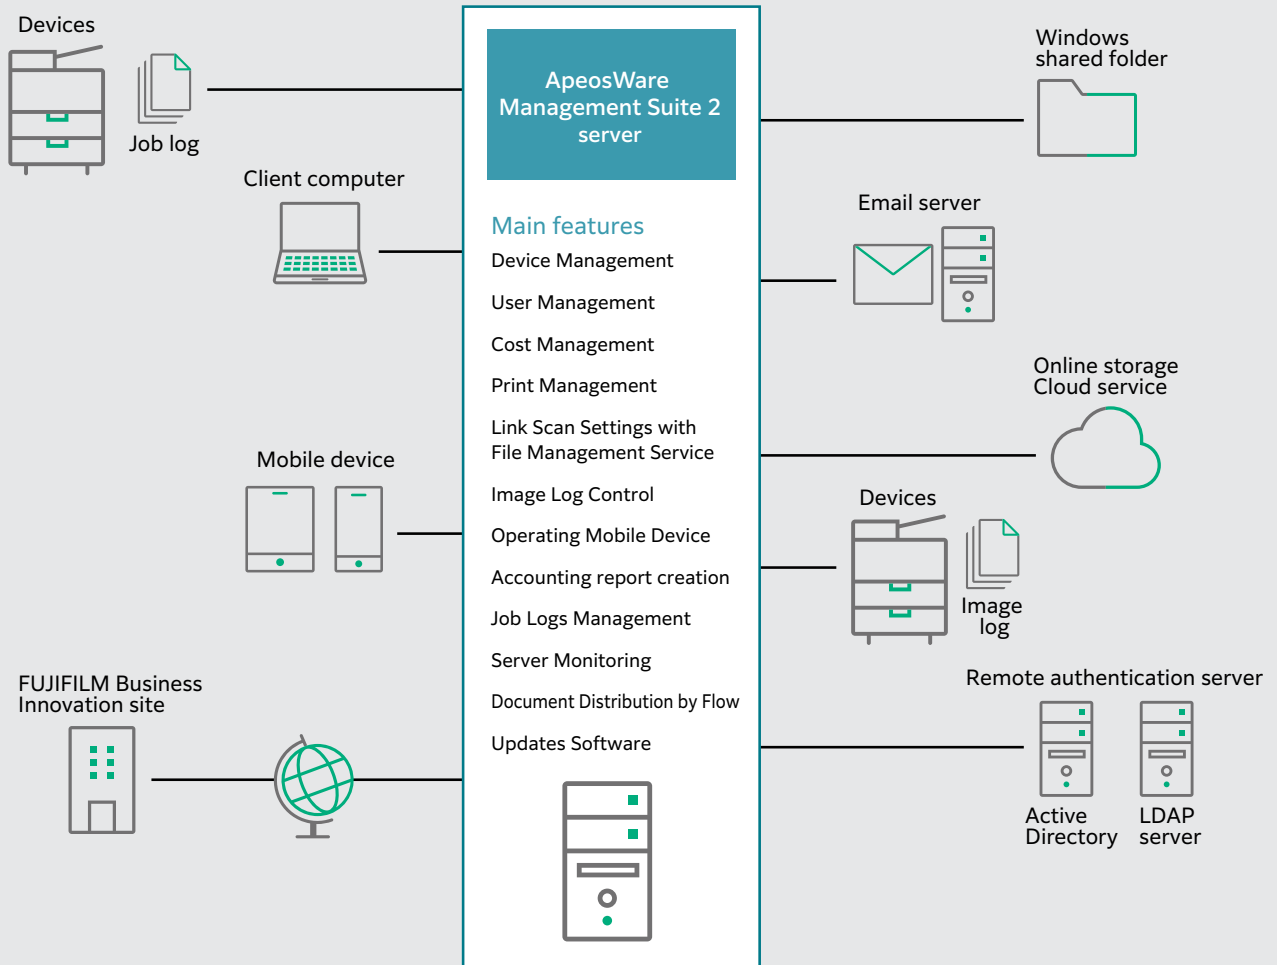 Devices
Job log
Client computer
Mobile device
FUJIFILM Business
Innovation site
ApeosWare
Management Suite 2
server
Main features
Device Management
User Management
Cost Management
Print Management
Link Scan Settings with
File Management Service
Image Log Control
Operating Mobile Device
Accounting report creation
Job Logs Management
Server Monitoring
Document Distribution by Flow
Updates Software
Windows
shared folder
Email server
Online storage
Cloud service
Devices
Image
log
Remote authentication server
Active
Directory
LDAP
server